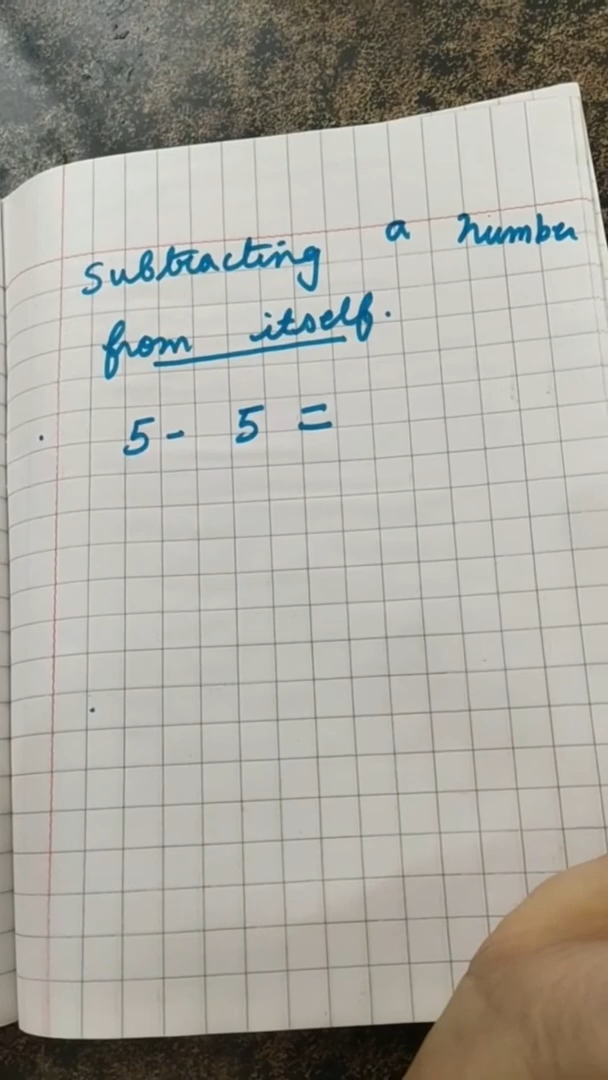 Subtracting a number
from itself.
5 - 5 =